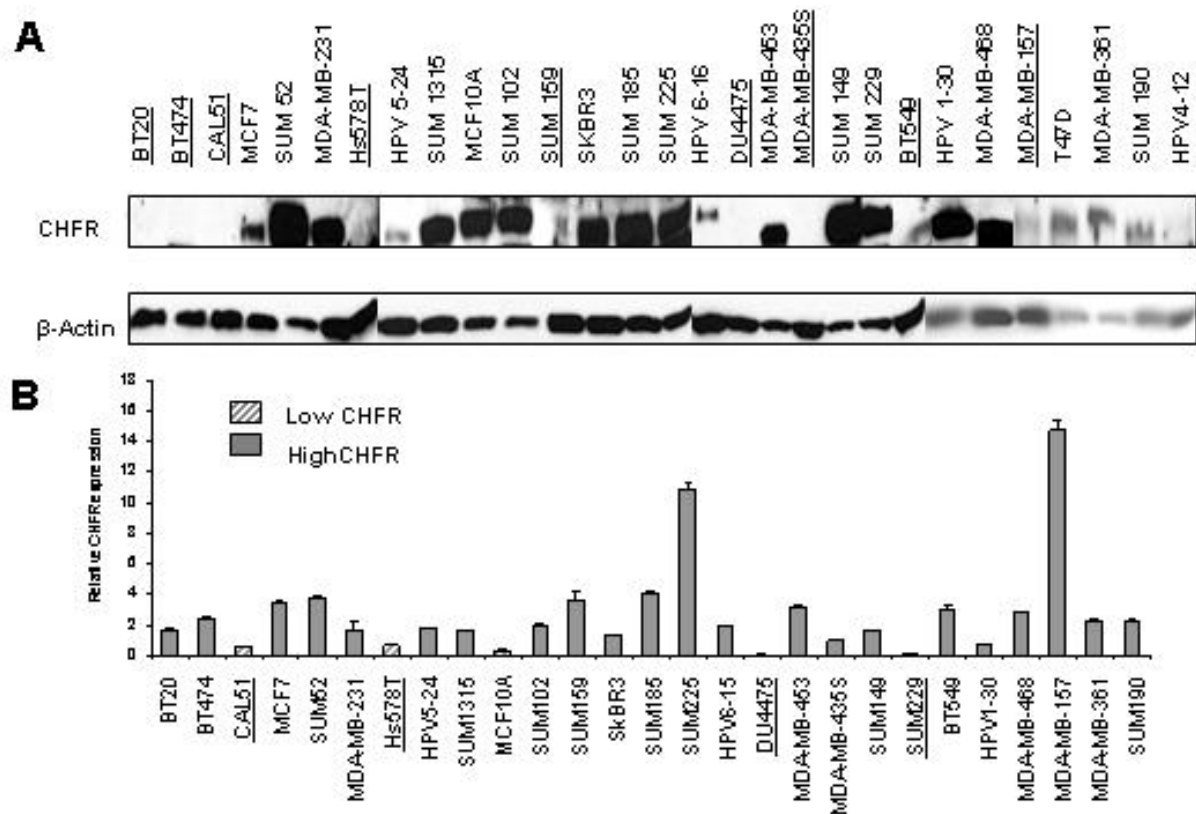 A
BT20
BT474
CAL51
MCF7
SUM 52
MDA-MB-231
Hs578T
HPV 5-24
SUM 1315
MCF10A
SUM 102
SUM 159
SKBR3
SUM 185
SUM 225
HPV 6-16
DU4475
MDA-MB-453
MDA-MB-435S
SUM 149
SUM 229
BT549
HPV 1-30
MDA-MB-468
MDA-MB-157
T47D
MDA-MB-361
SUM 190
HPV4-12
CHFR
β-Actin
B
Relative CHFR expression
18
16
14
12
10
8
6
4
2
0
Low CHFR
HighCHFR
BT20
BT474
CAL51
MCF7
SUM52
MDA-MB-231
Hs578T
HPV5-24
SUM1315
MCF10A
SUM102
SUM159
SkBR3
SUM185
SUM225
HPV6-15
DU4475
MDA-MB-453
MDA-MB-435S
SUM149
SUM229
BT549
HPV1-30
MDA-MB-468
MDA-MB-157
MDA-MB-361
SUM190